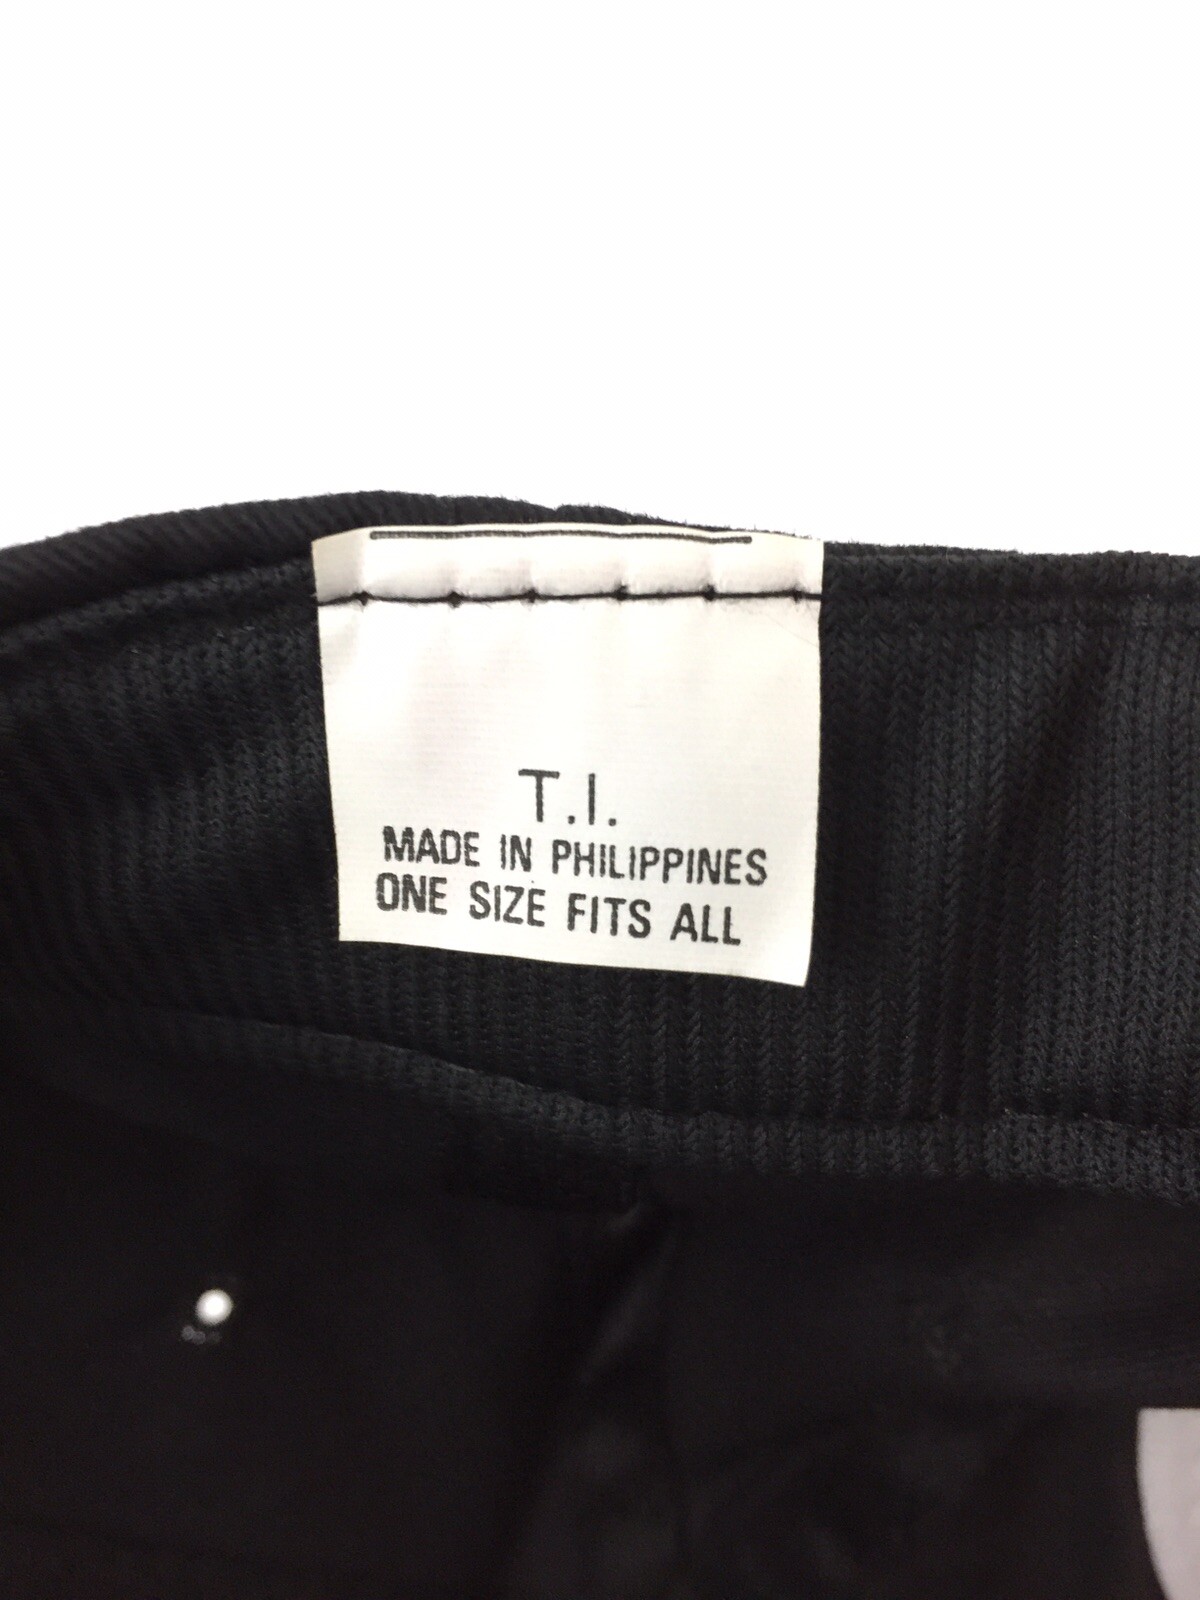 T.I.
MADE IN PHILIPPINES
ONE SIZE FITS ALL